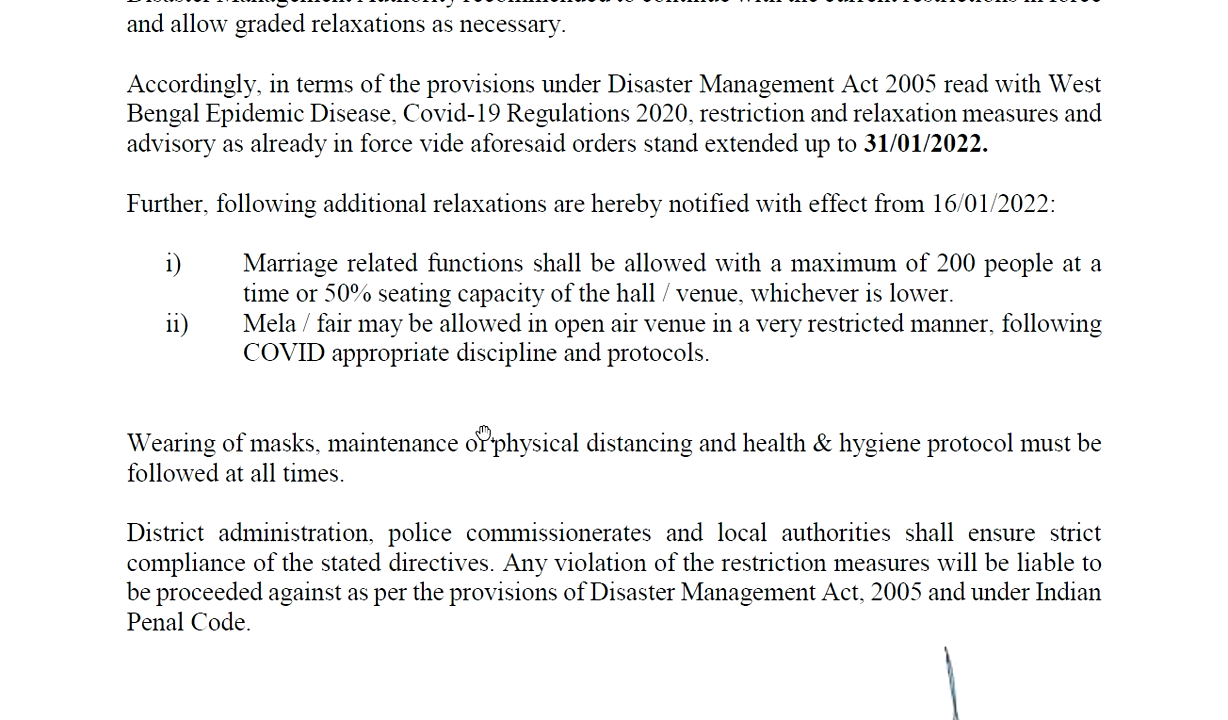 and allow graded relaxations as necessary.
Accordingly, in terms of the provisions under Disaster Management Act 2005 read with West
Bengal Epidemic Disease, Covid-19 Regulations 2020, restriction and relaxation measures and
advisory as already in force vide aforesaid orders stand extended up to 31/01/2022.
Further, following additional relaxations are hereby notified with effect from 16/01/2022:
i) Marriage related functions shall be allowed with a maximum of 200 people at a
time or 50% seating capacity of the hall / venue, whichever is lower.
ii) Mela / fair may be allowed in open air venue in a very restricted manner, following
COVID appropriate discipline and protocols.
Wearing of masks, maintenance of physical distancing and health & hygiene protocol must be
followed at all times.
District administration, police commissionerates and local authorities shall ensure strict
compliance of the stated directives. Any violation of the restriction measures will be liable to
be proceeded against as per the provisions of Disaster Management Act, 2005 and under Indian
Penal Code.